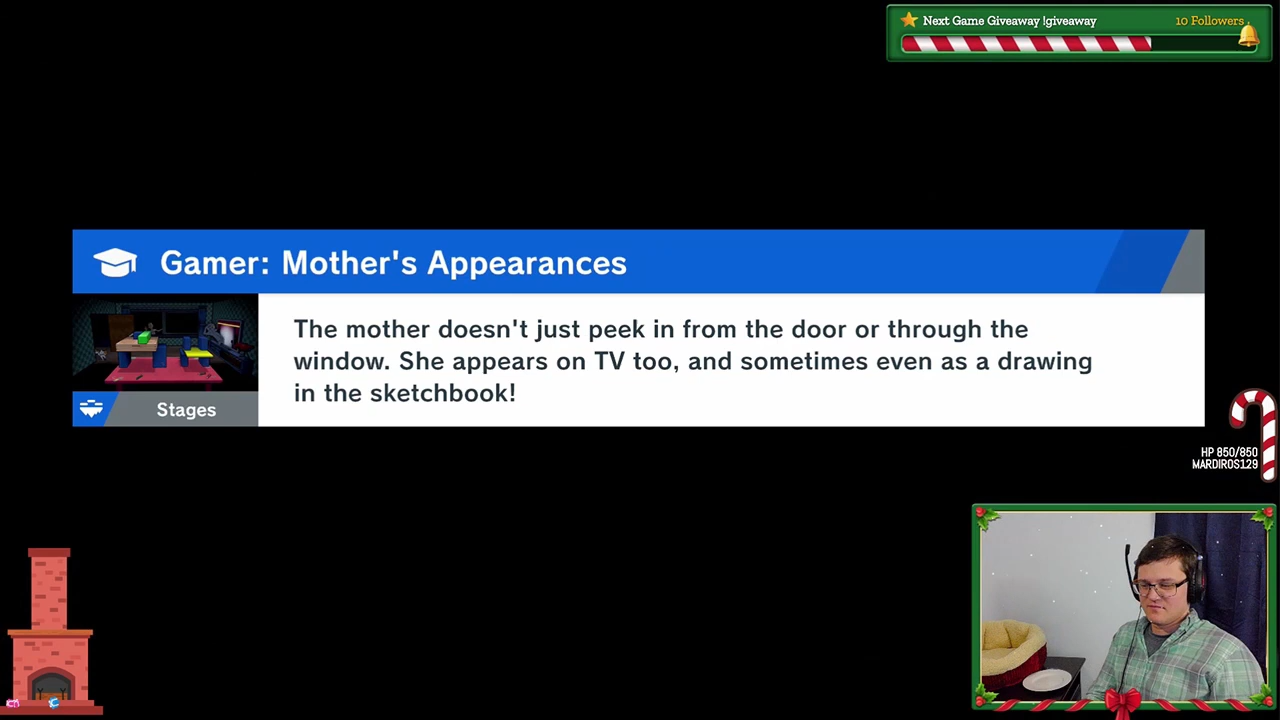 Next Game Giveaway !giveaway
10 Followers
Gamer: Mother's Appearances
The mother doesn't just peek in from the door or through the
window. She appears on TV too, and sometimes even as a drawing
in the sketchbook!
Stages
HP 850/850
MARDIROS129